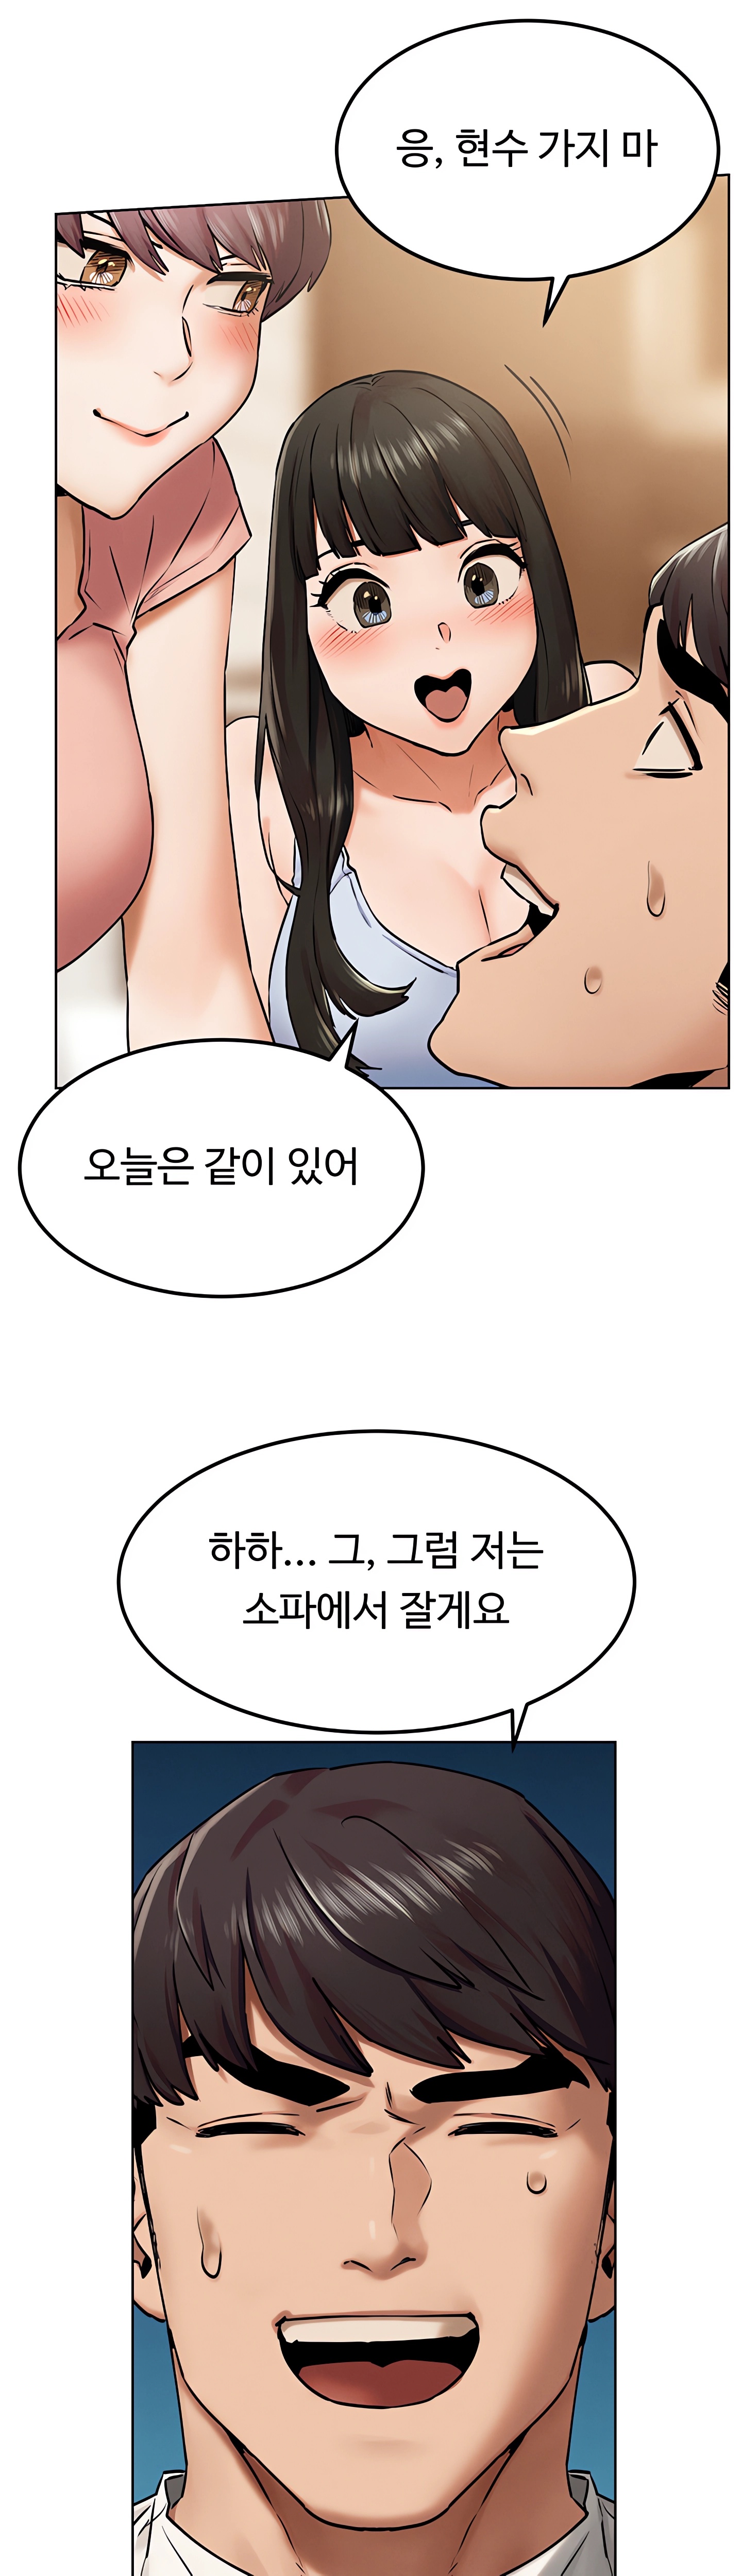 응, 현수 가지 마
오늘은 같이 있어
하하... 그, 그럼 저는
소파에서 잘게요